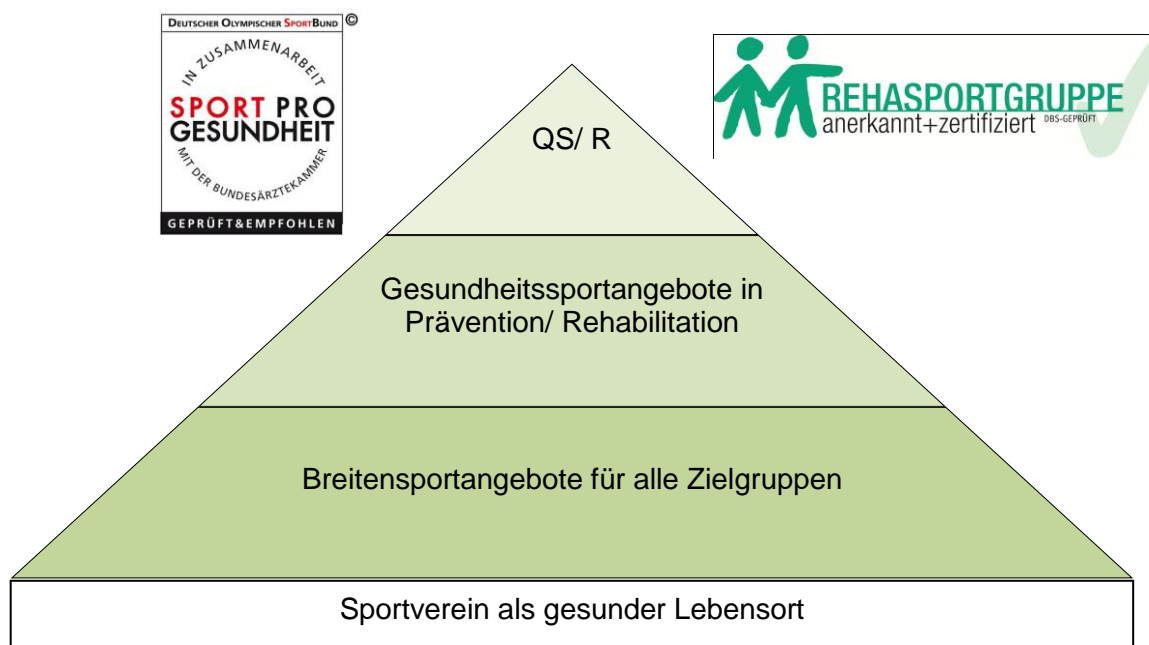 DEUTSCHER OLYMPISCHER SPORTBUND ©
IN ZUSAMMENARBEIT
SPORT PRO
GESUNDHEIT
MIT DER BUNDESÄRZTEKAMMER
GEPRÜFT&EMPFOHLEN
REHASPORTGRUPPE
anerkannt+zertifiziert DBS-GEPRÜFT
QS/ R
Gesundheitssportangebote in
Prävention/ Rehabilitation
Breitensportangebote für alle Zielgruppen
Sportverein als gesunder Lebensort